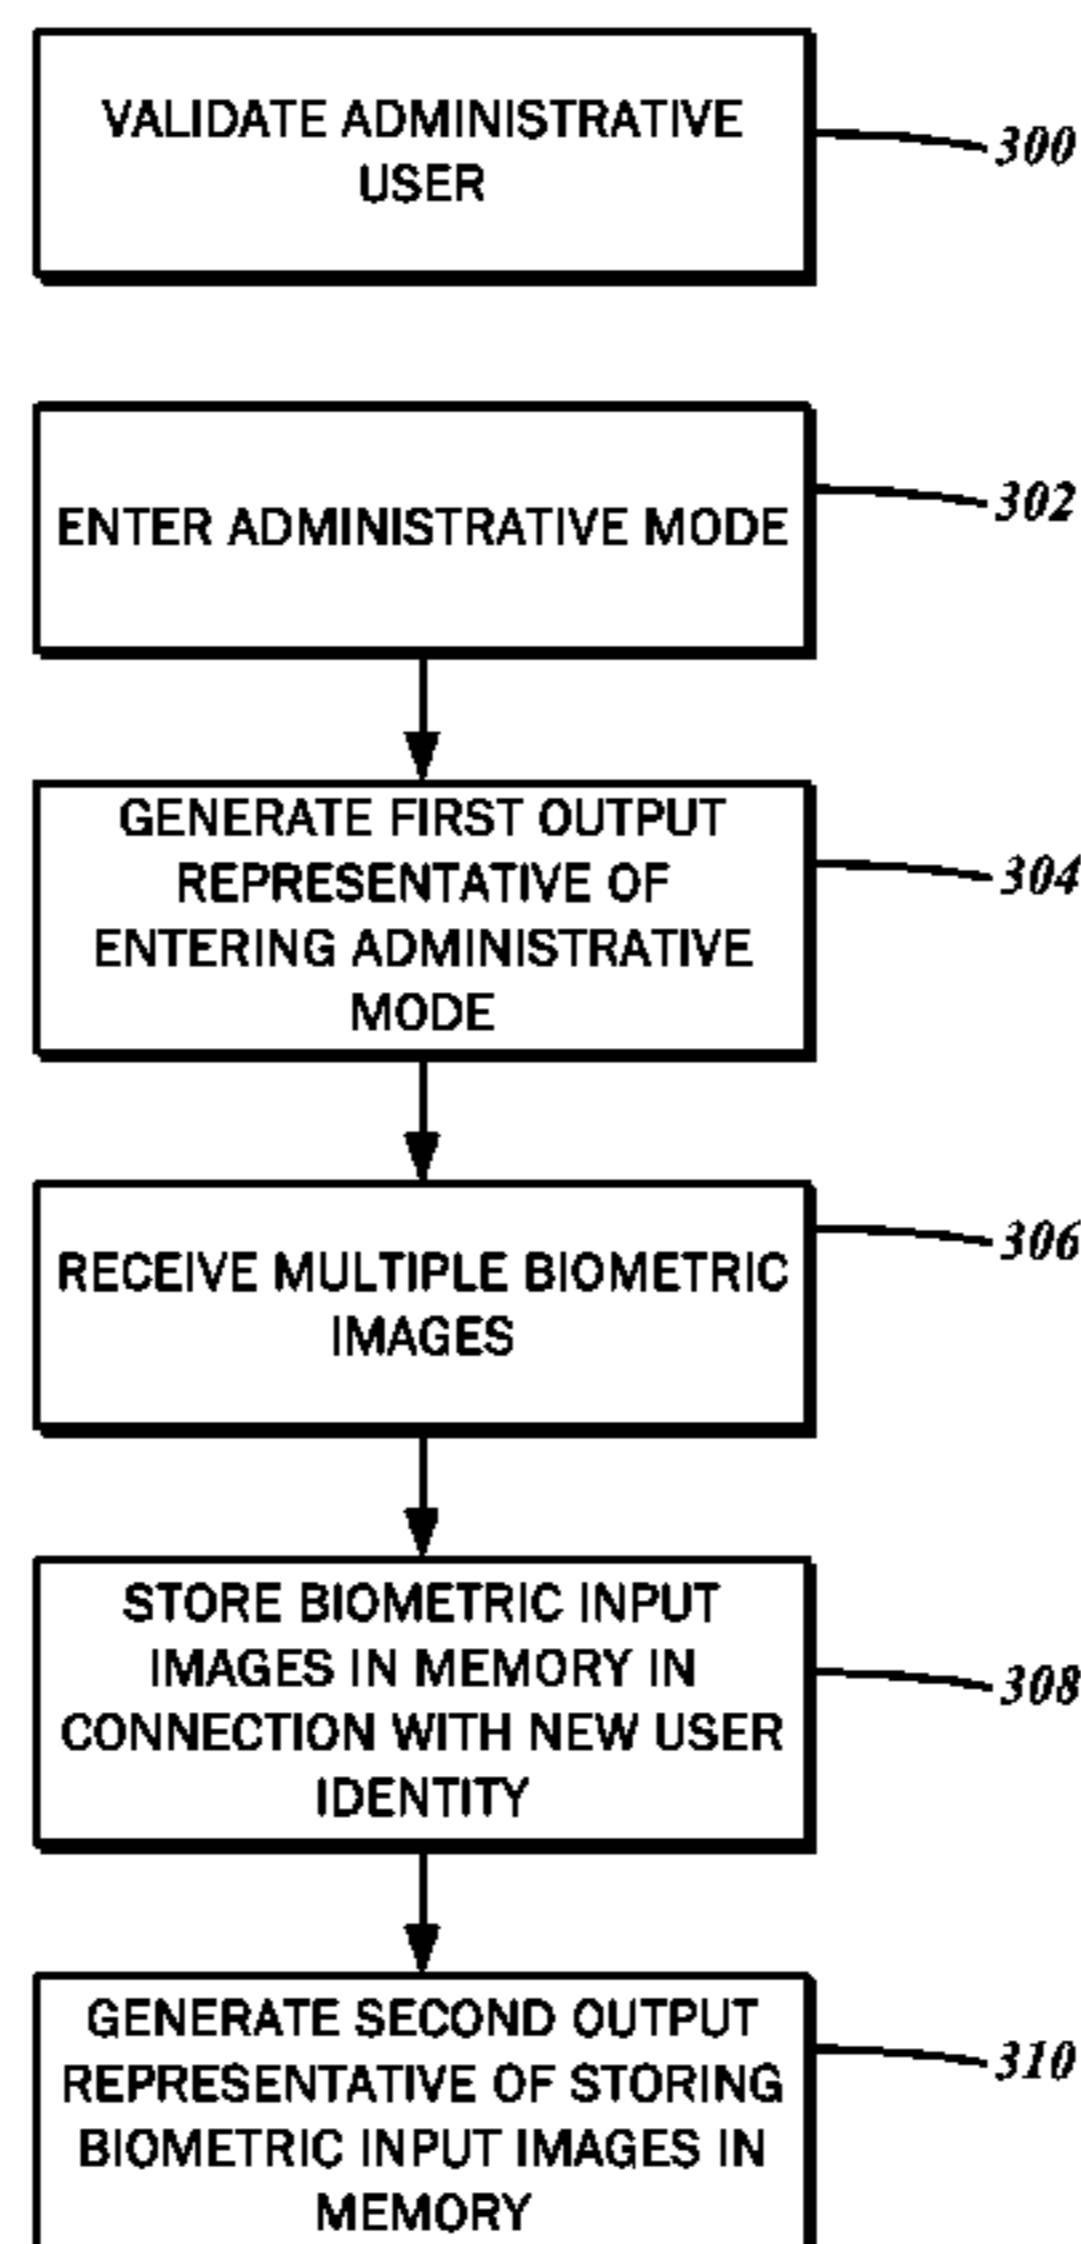 VALIDATE ADMINISTRATIVE
USER
300
ENTER ADMINISTRATIVE MODE
302
GENERATE FIRST OUTPUT
REPRESENTATIVE OF
ENTERING ADMINISTRATIVE
MODE
304
RECEIVE MULTIPLE BIOMETRIC
IMAGES
306
STORE BIOMETRIC INPUT
IMAGES IN MEMORY IN
CONNECTION WITH NEW USER
IDENTITY
308
GENERATE SECOND OUTPUT
REPRESENTATIVE OF STORING
BIOMETRIC INPUT IMAGES IN
MEMORY
310